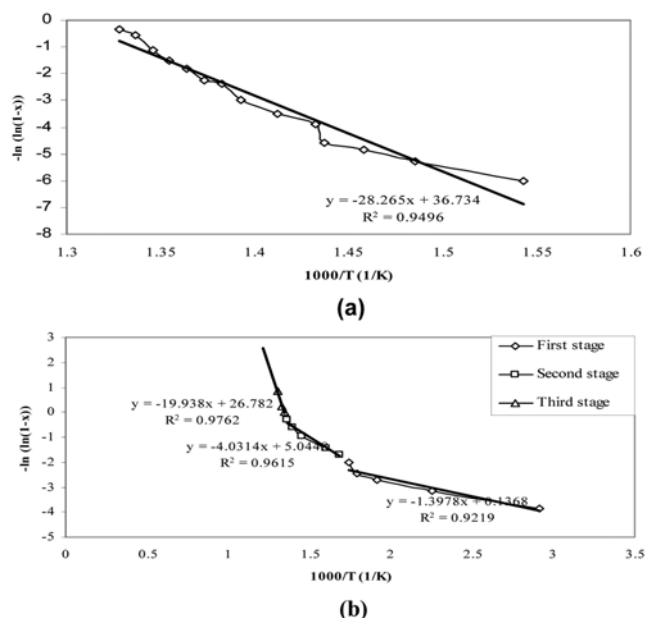 0
-1
-2
-3
-4
-5
-6
-7
-8
-ln (ln(1-x))
y = -28.265x + 36.734
R² = 0.9496
1.3 1.35 1.4 1.45 1.5 1.55 1.6
1000/T (1/K)
(a)
3
2
1
0
-1
-2
-3
-4
-5
-ln (ln(1-x))
First stage
Second stage
Third stage
y = -19.938x + 26.782
R² = 0.9762
y = -4.0314x + 5.044
R² = 0.9615
y = -1.3978x + 0.1368
R² = 0.9219
0 0.5 1 1.5 2 2.5 3 3.5
1000/T (1/K)
(b)